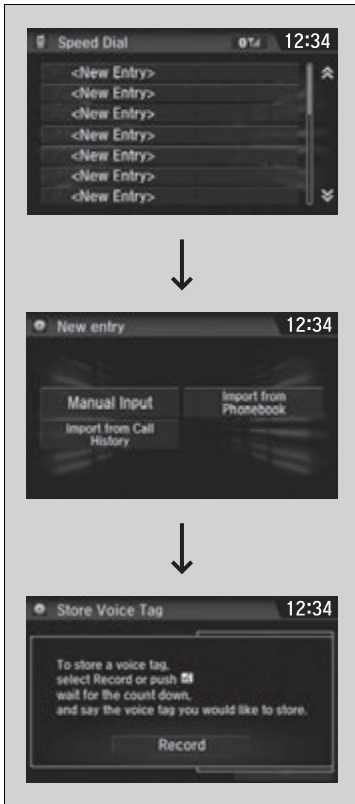 Speed Dial 12:34
<New Entry>
<New Entry>
<New Entry>
<New Entry>
<New Entry>
<New Entry>
<New Entry>
New entry 12:34
Manual Input
Import from
Phonebook
Import from Call
History
Store Voice Tag 12:34
To store a voice tag,
select Record or push
wait for the count down,
and say the voice tag you would like to store.
Record